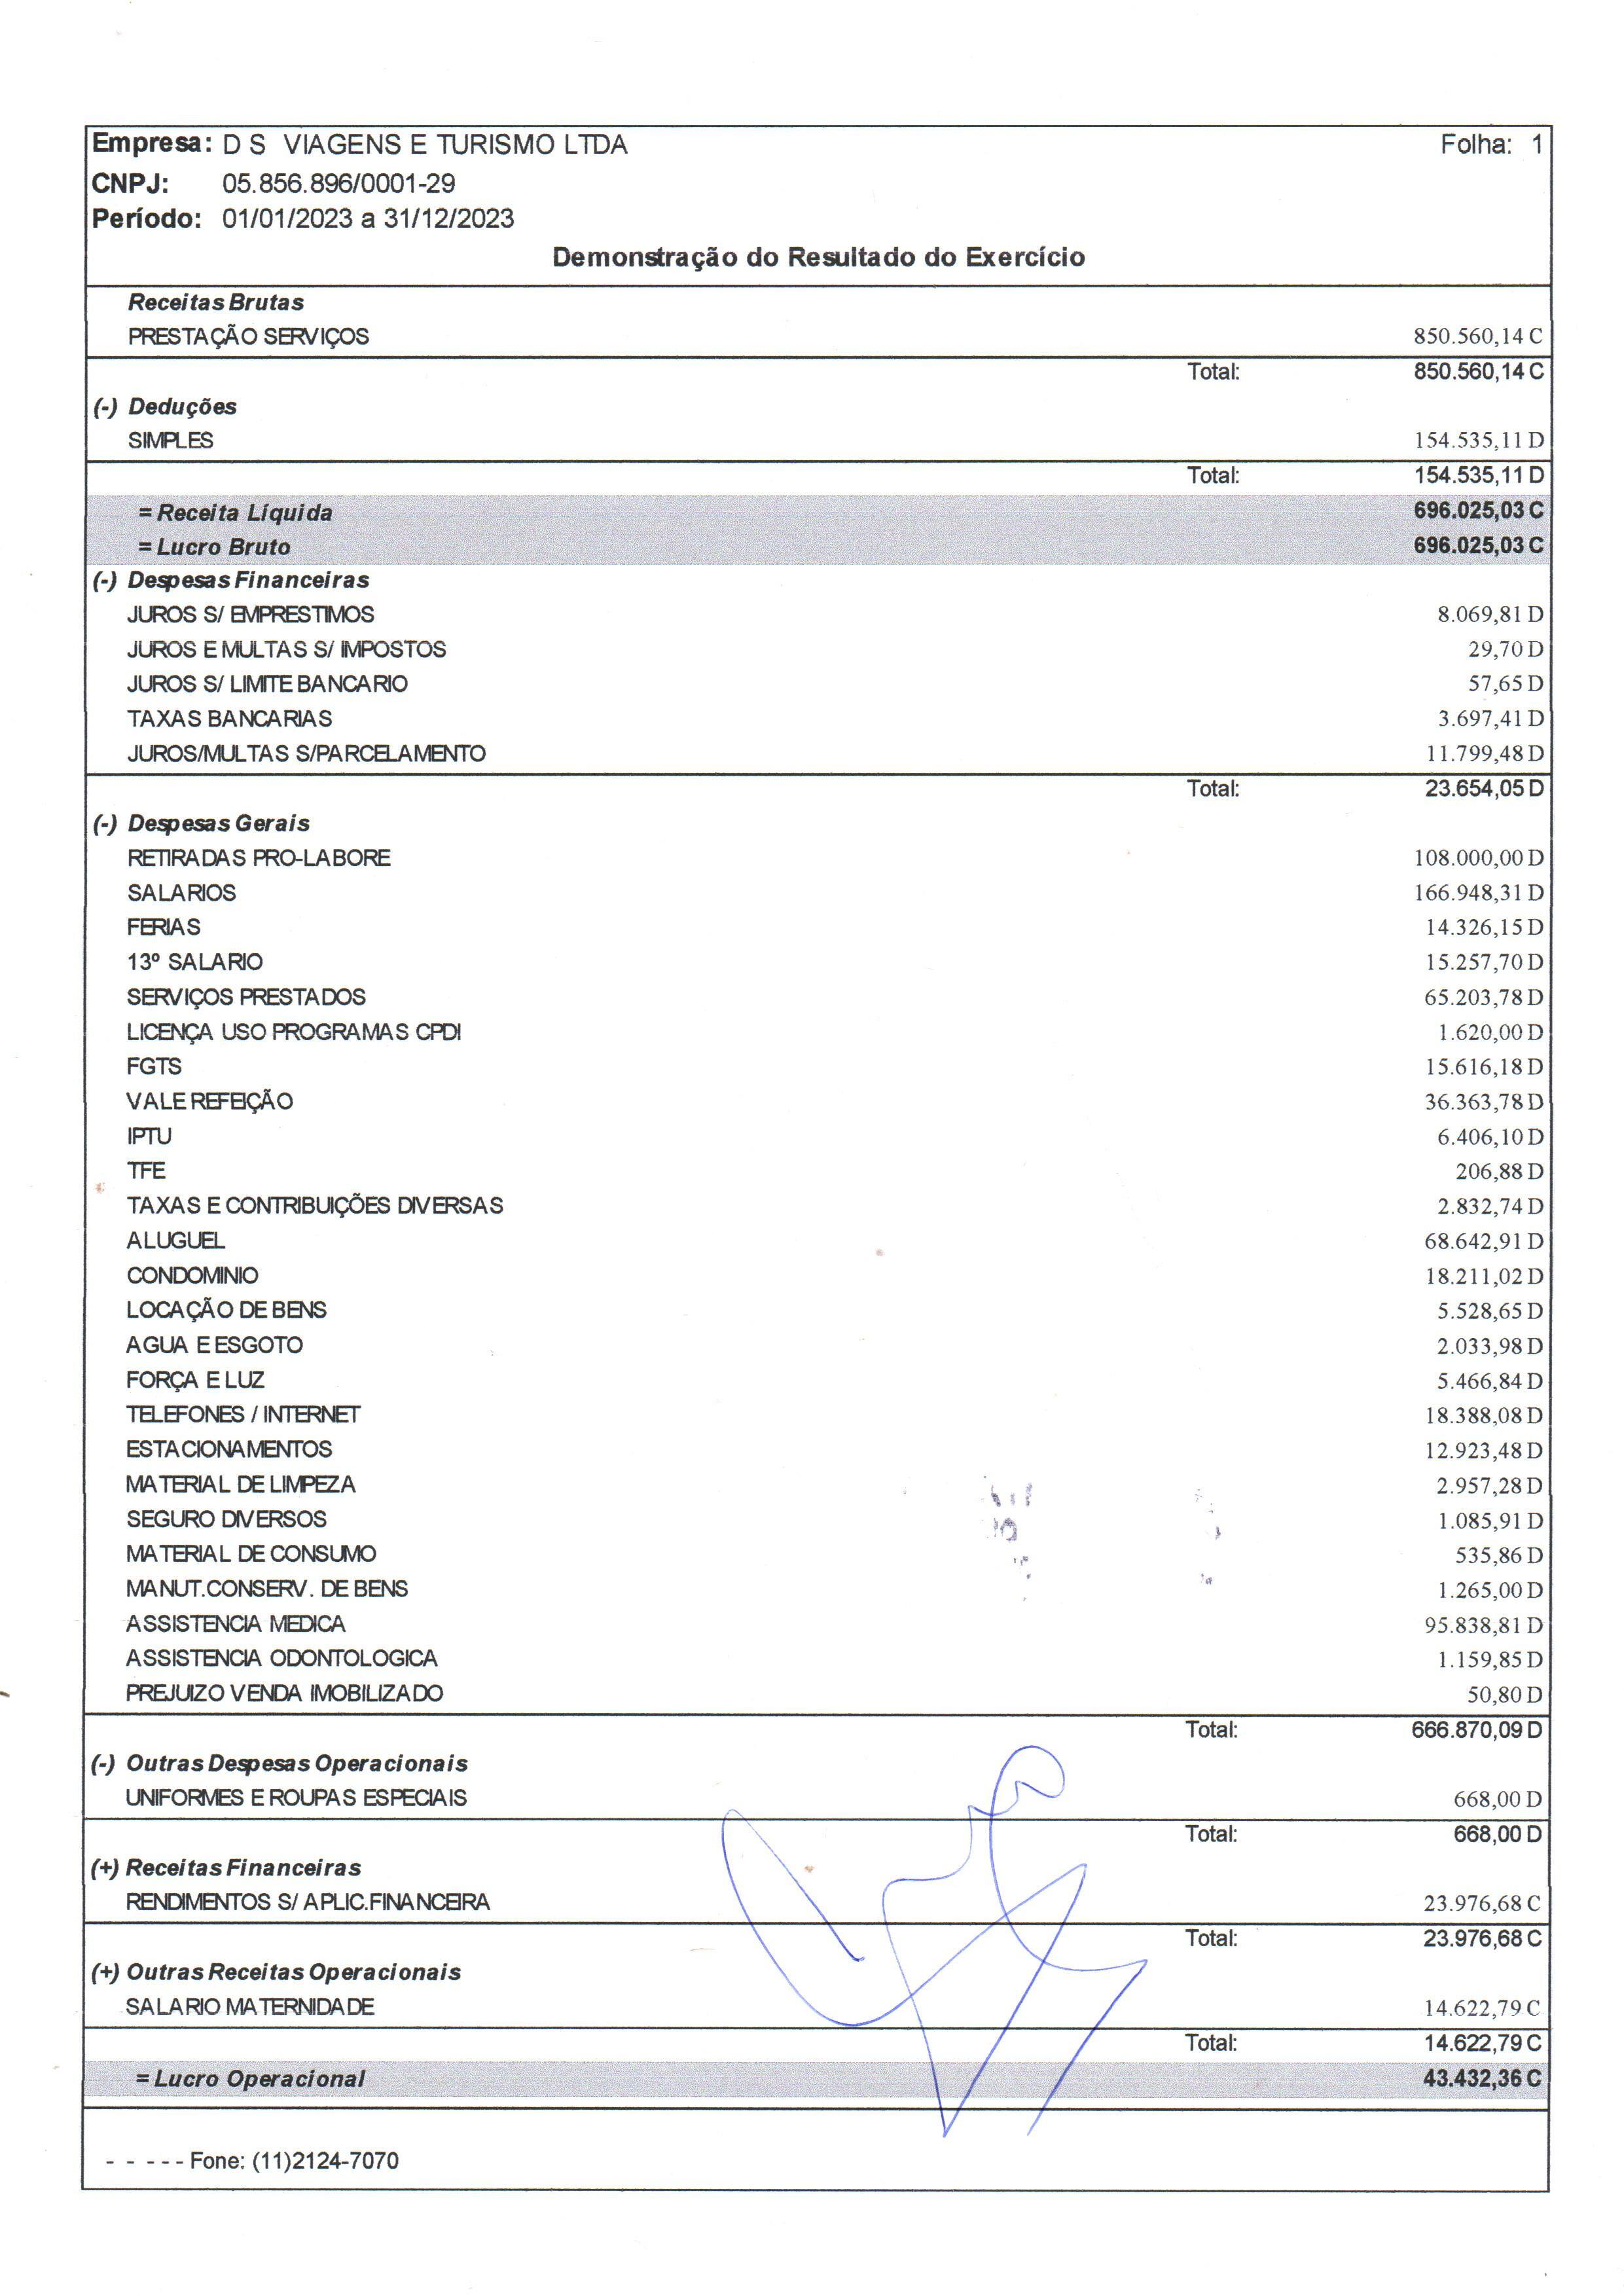 Empresa: D S VIAGENS E TURISMO LTDA Folha: 1
CNPJ: 05.856.896/0001-29
Período: 01/01/2023 a 31/12/2023
Demonstração do Resultado do Exercício
Receitas Brutas
PRESTAÇÃO SERVIÇOS 850.560,14 C
Total: 850.560,14 C
(-) Deduções
SIMPLES 154.535,11 D
Total: 154.535,11 D
= Receita Líquida 696.025,03 C
= Lucro Bruto 696.025,03 C
(-) Despesas Financeiras
JUROS S/ EMPRESTIMOS 8.069,81 D
JUROS E MULTAS S/ IMPOSTOS 29,70 D
JUROS S/ LIMITE BANCARIO 57,65 D
TAXAS BANCARIAS 3.697,41 D
JUROS/MULTAS S/PARCELAMENTO 11.799,48 D
Total: 23.654,05 D
(-) Despesas Gerais
RETIRADAS PRO-LABORE 108.000,00 D
SALARIOS 166.948,31 D
FERIAS 14.326,15 D
13º SALARIO 15.257,70 D
SERVIÇOS PRESTADOS 65.203,78 D
LICENÇA USO PROGRAMAS CPDI 1.620,00 D
FGTS 15.616,18 D
VALE REFEIÇÃO 36.363,78 D
IPTU 6.406,10 D
TFE 206,88 D
TAXAS E CONTRIBUIÇÕES DIVERSAS 2.832,74 D
ALUGUEL 68.642,91 D
CONDOMINIO 18.211,02 D
LOCAÇÃO DE BENS 5.528,65 D
AGUA E ESGOTO 2.033,98 D
FORÇA E LUZ 5.466,84 D
TELEFONES / INTERNET 18.388,08 D
ESTACIONAMENTOS 12.923,48 D
MATERIAL DE LIMPEZA 2.957,28 D
SEGURO DIVERSOS 1.085,91 D
MATERIAL DE CONSUMO 535,86 D
MANUT.CONSERV. DE BENS 1.265,00 D
ASSISTENCIA MEDICA 95.838,81 D
ASSISTENCIA ODONTOLOGICA 1.159,85 D
PREJUIZO VENDA IMOBILIZADO 50,80 D
Total: 666.870,09 D
(-) Outras Despesas Operacionais
UNIFORMES E ROUPAS ESPECIAIS 668,00 D
Total: 668,00 D
(+) Receitas Financeiras
RENDIMENTOS S/ APLIC.FINANCEIRA 23.976,68 C
Total: 23.976,68 C
(+) Outras Receitas Operacionais
SALARIO MATERNIDADE 14.622,79 C
Total: 14.622,79 C
= Lucro Operacional 43.432,36 C
- - - - - Fone: (11)2124-7070